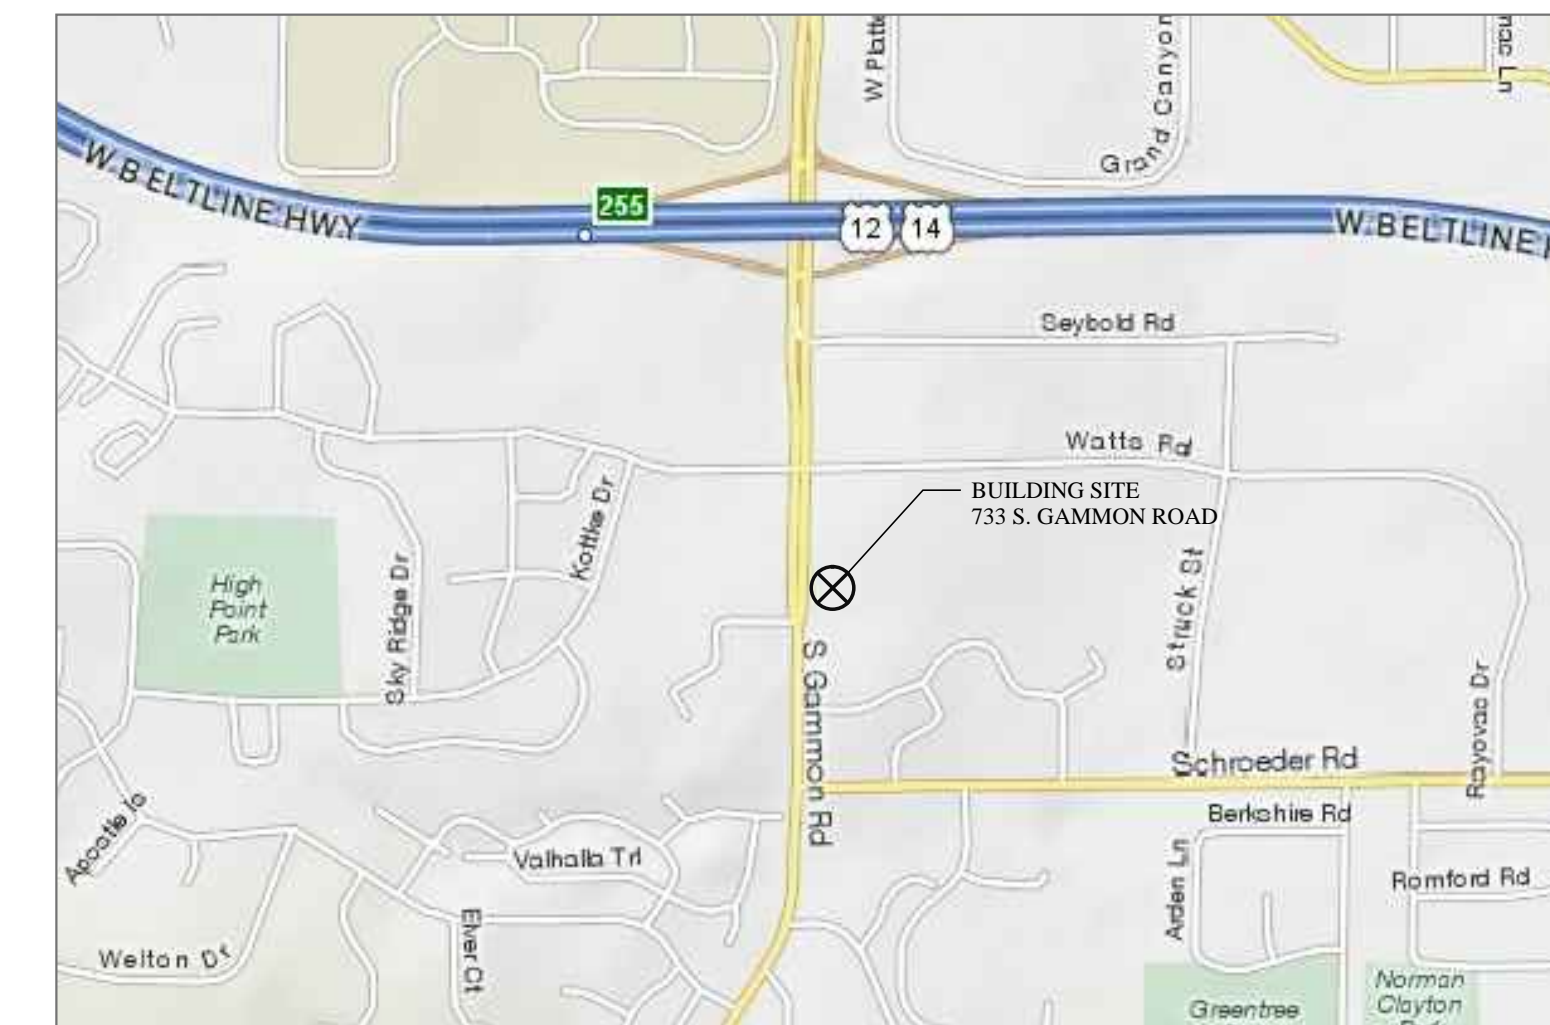 W Platte
Grand Canyon
W BELTLINE HWY
255
12
14
W BELTLINE
Seybold Rd
Watts Rd
BUILDING SITE
733 S. GAMMON ROAD
Kottke Dr
High
Point
Park
Sky Ridge Dr
Struck St
S Gammon Rd
Rayovac Dr
Schroeder Rd
Berkshire Rd
Valhalla Trl
Arden Ln
Romford Rd
Elver Ct
Welton Dr
Norman
Clayton
Greentree